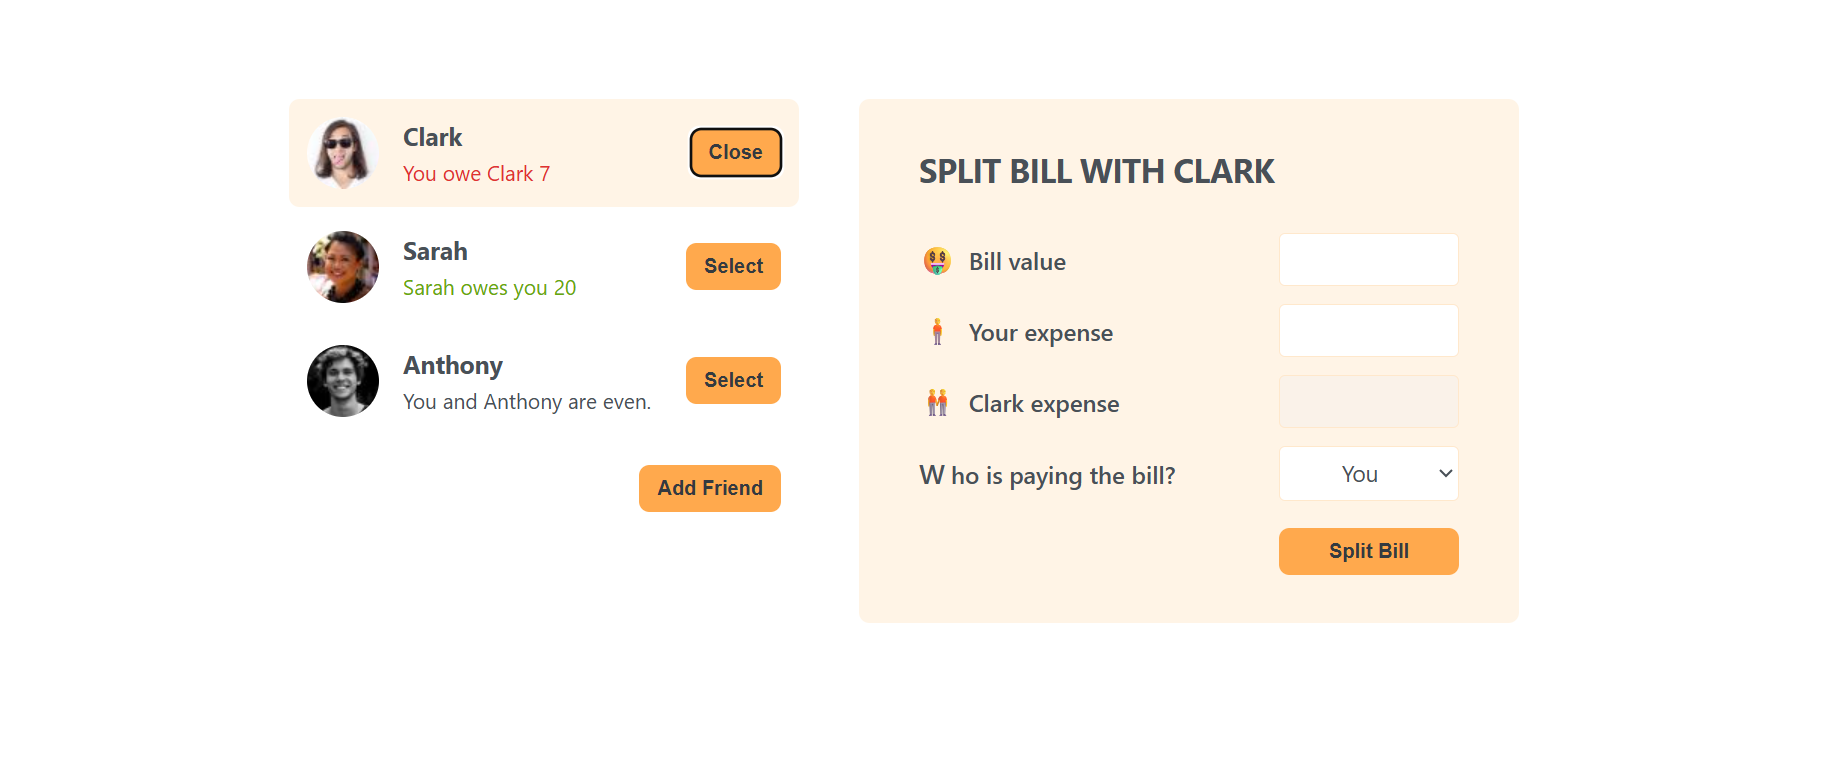 Clark
You owe Clark 7
Close
Sarah
Sarah owes you 20
Select
Anthony
You and Anthony are even.
Select
Add Friend
SPLIT BILL WITH CLARK
Bill value
Your expense
Clark expense
W ho is paying the bill?
You
Split Bill